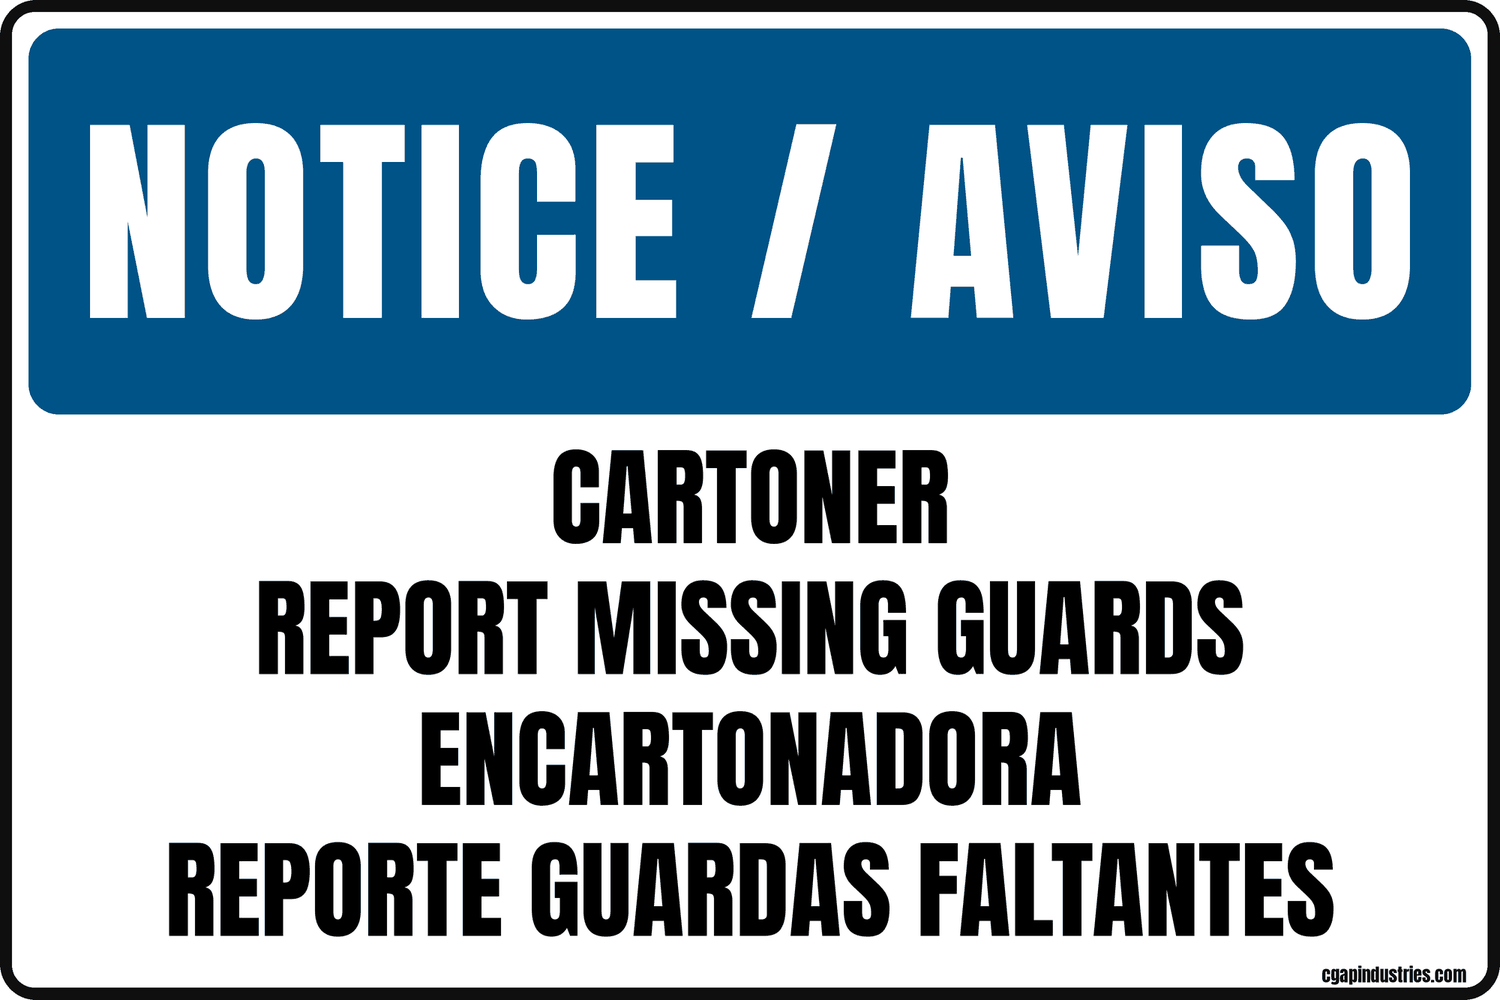 NOTICE / AVISO
CARTONER
REPORT MISSING GUARDS
ENCARTONADORA
REPORTE GUARDAS FALTANTES
cgapindustries.com